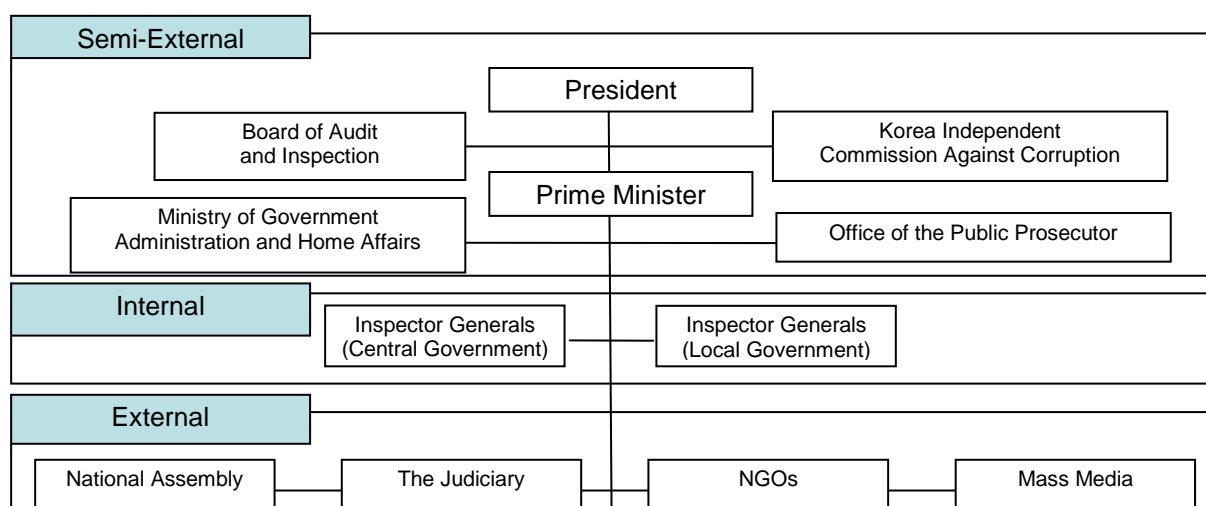 Semi-External
President
Board of Audit
and Inspection
Korea Independent
Commission Against Corruption
Prime Minister
Ministry of Government
Administration and Home Affairs
Office of the Public Prosecutor
Internal
Inspector Generals
(Central Government)
Inspector Generals
(Local Government)
External
National Assembly
The Judiciary
NGOs
Mass Media